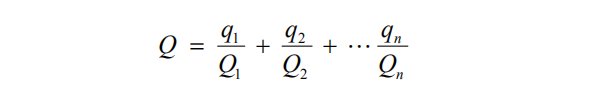 Q = q₁/Q₁ + q₂/Q₂ + ⋯ qₙ/Qₙ